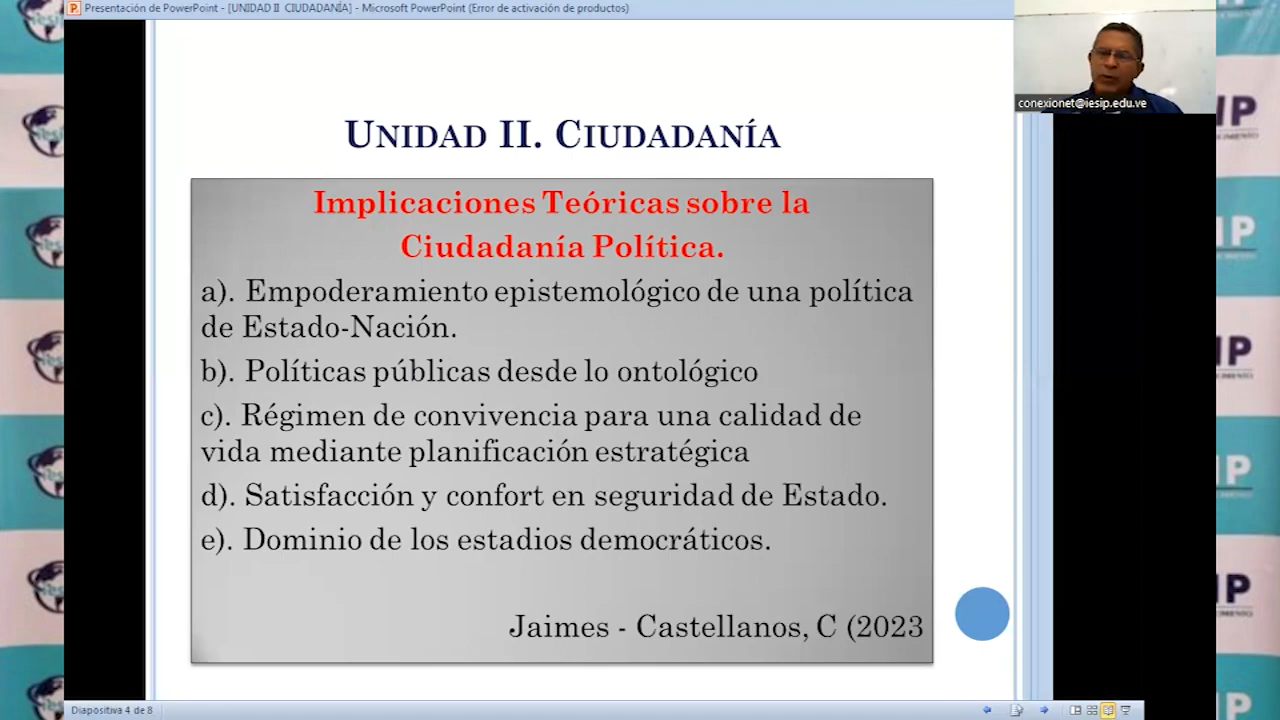 Presentación de PowerPoint - [UNIDAD II CIUDADANÍA] - Microsoft PowerPoint (Error de activación de productos)
conexionet@iesip.edu.ve
UNIDAD II. CIUDADANÍA
Implicaciones Teóricas sobre la
Ciudadanía Política.
a). Empoderamiento epistemológico de una política
de Estado-Nación.
b). Políticas públicas desde lo ontológico
c). Régimen de convivencia para una calidad de
vida mediante planificación estratégica
d). Satisfacción y confort en seguridad de Estado.
e). Dominio de los estadios democráticos.
Jaimes - Castellanos, C (2023
Diapositiva 4 de 8